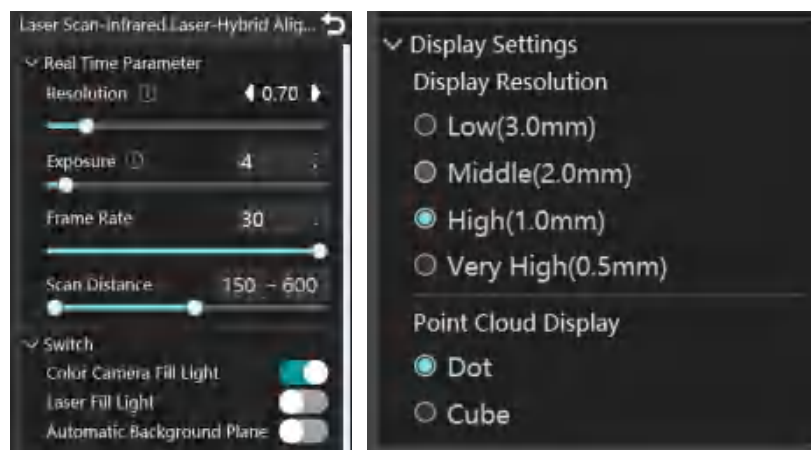 Laser Scan-Infrared Laser-Hybrid Alig...
Real Time Parameter
Resolution 0.70
Exposure 4
Frame Rate 30
Scan Distance 150 - 600
Switch
Color Camera Fill Light
Laser Fill Light
Automatic Background Plane
Display Settings
Display Resolution
Low(3.0mm)
Middle(2.0mm)
High(1.0mm)
Very High(0.5mm)
Point Cloud Display
Dot
Cube